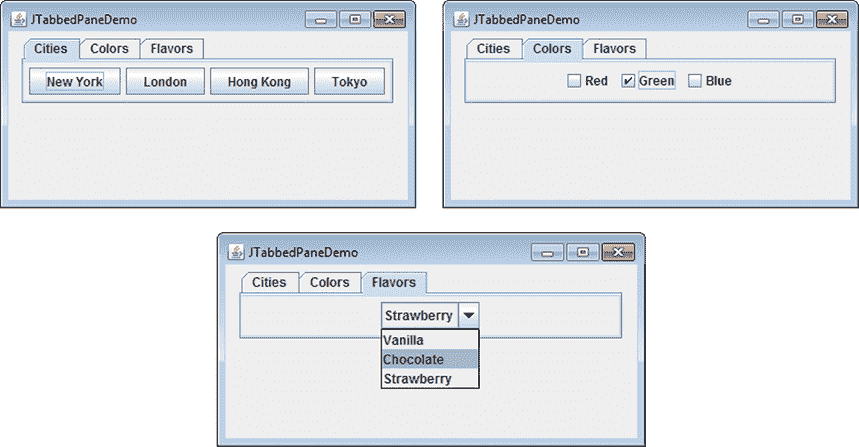 JTabbedPaneDemo
Cities Colors Flavors
New York London Hong Kong Tokyo
JTabbedPaneDemo
Cities Colors Flavors
Red Green Blue
JTabbedPaneDemo
Cities Colors Flavors
Strawberry
Vanilla
Chocolate
Strawberry